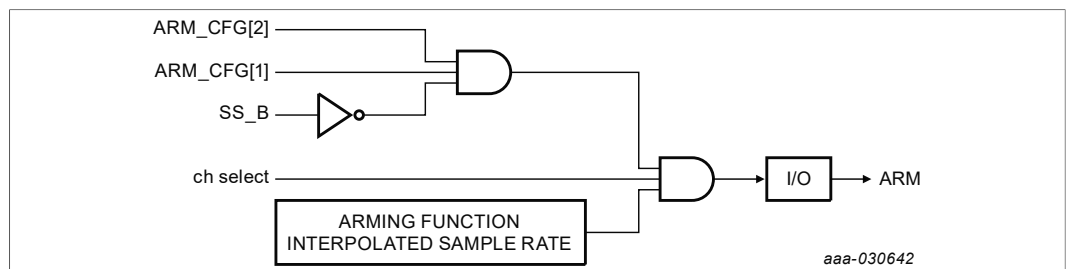 ARM_CFG[2]
ARM_CFG[1]
SS_B
ch select
I/O
ARM
ARMING FUNCTION
INTERPOLATED SAMPLE RATE
aaa-030642